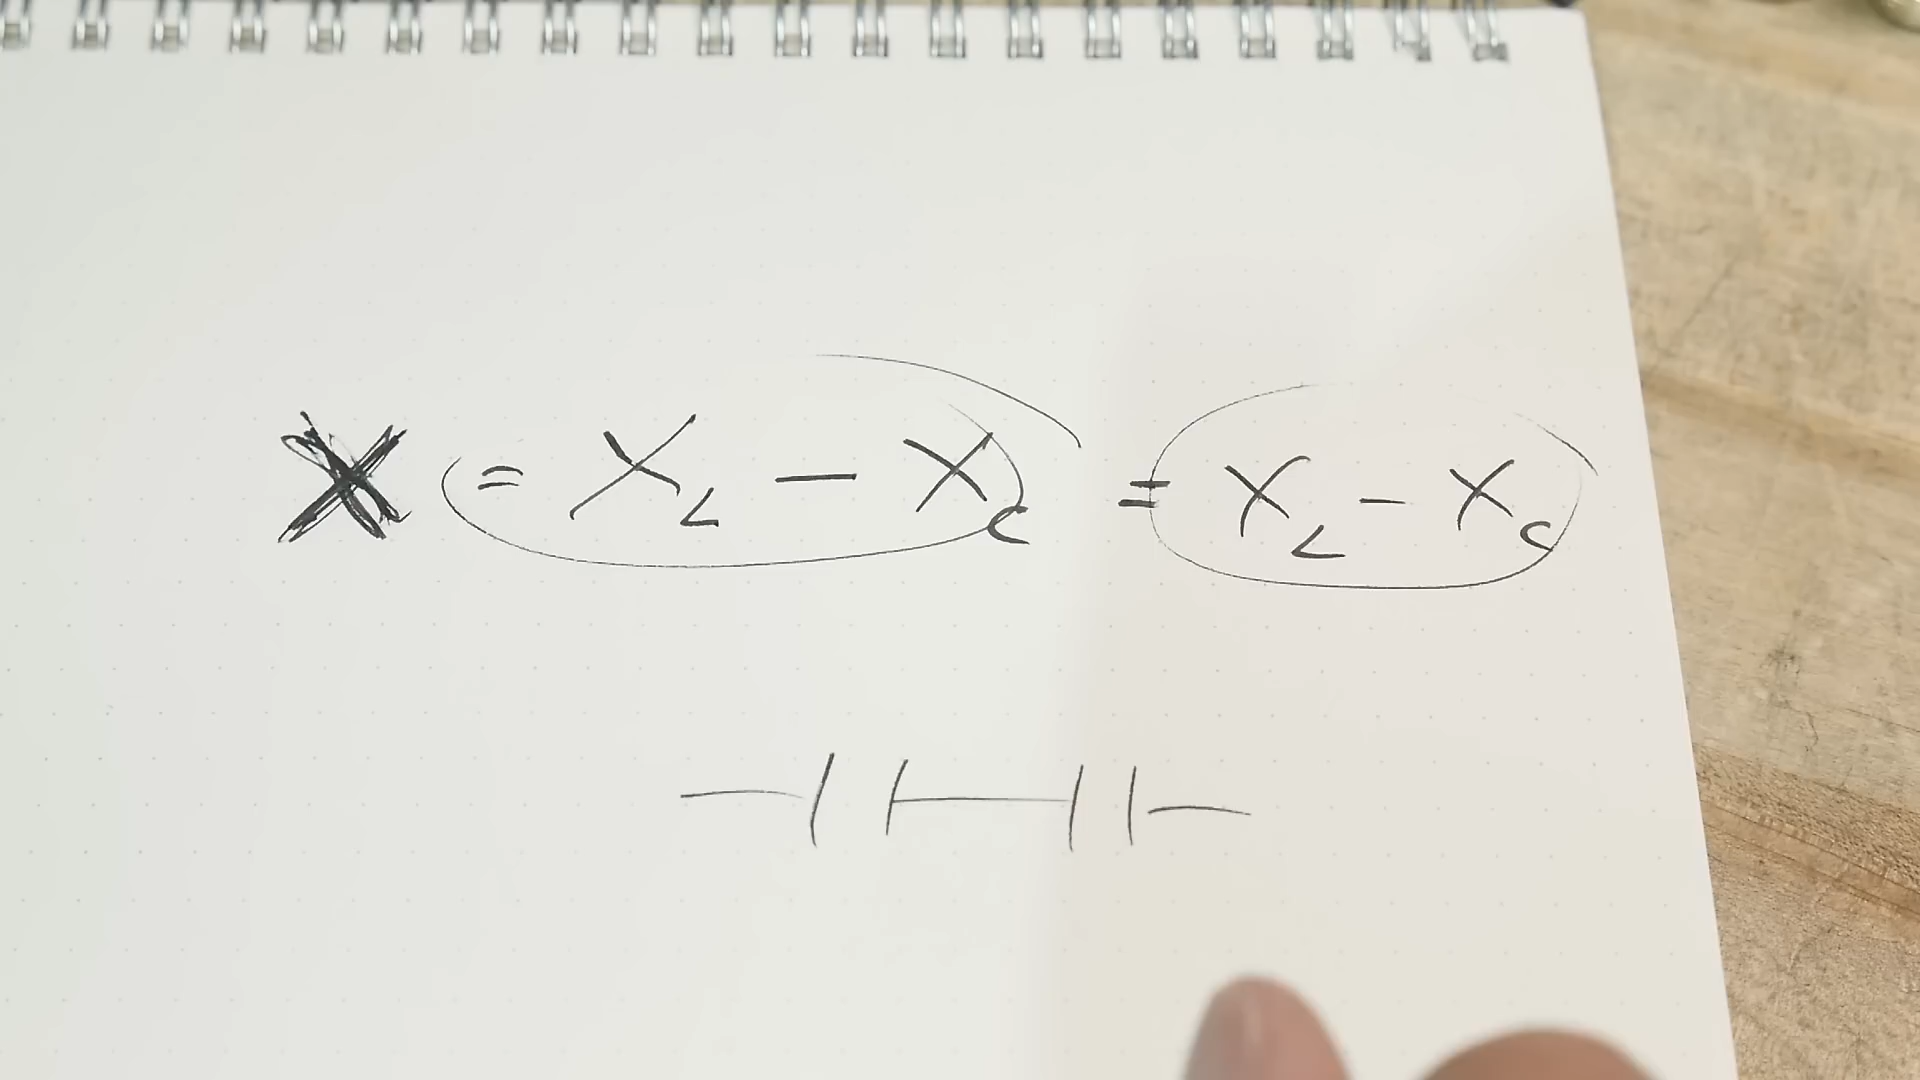 X = X_L - X_C = X_L - X_C